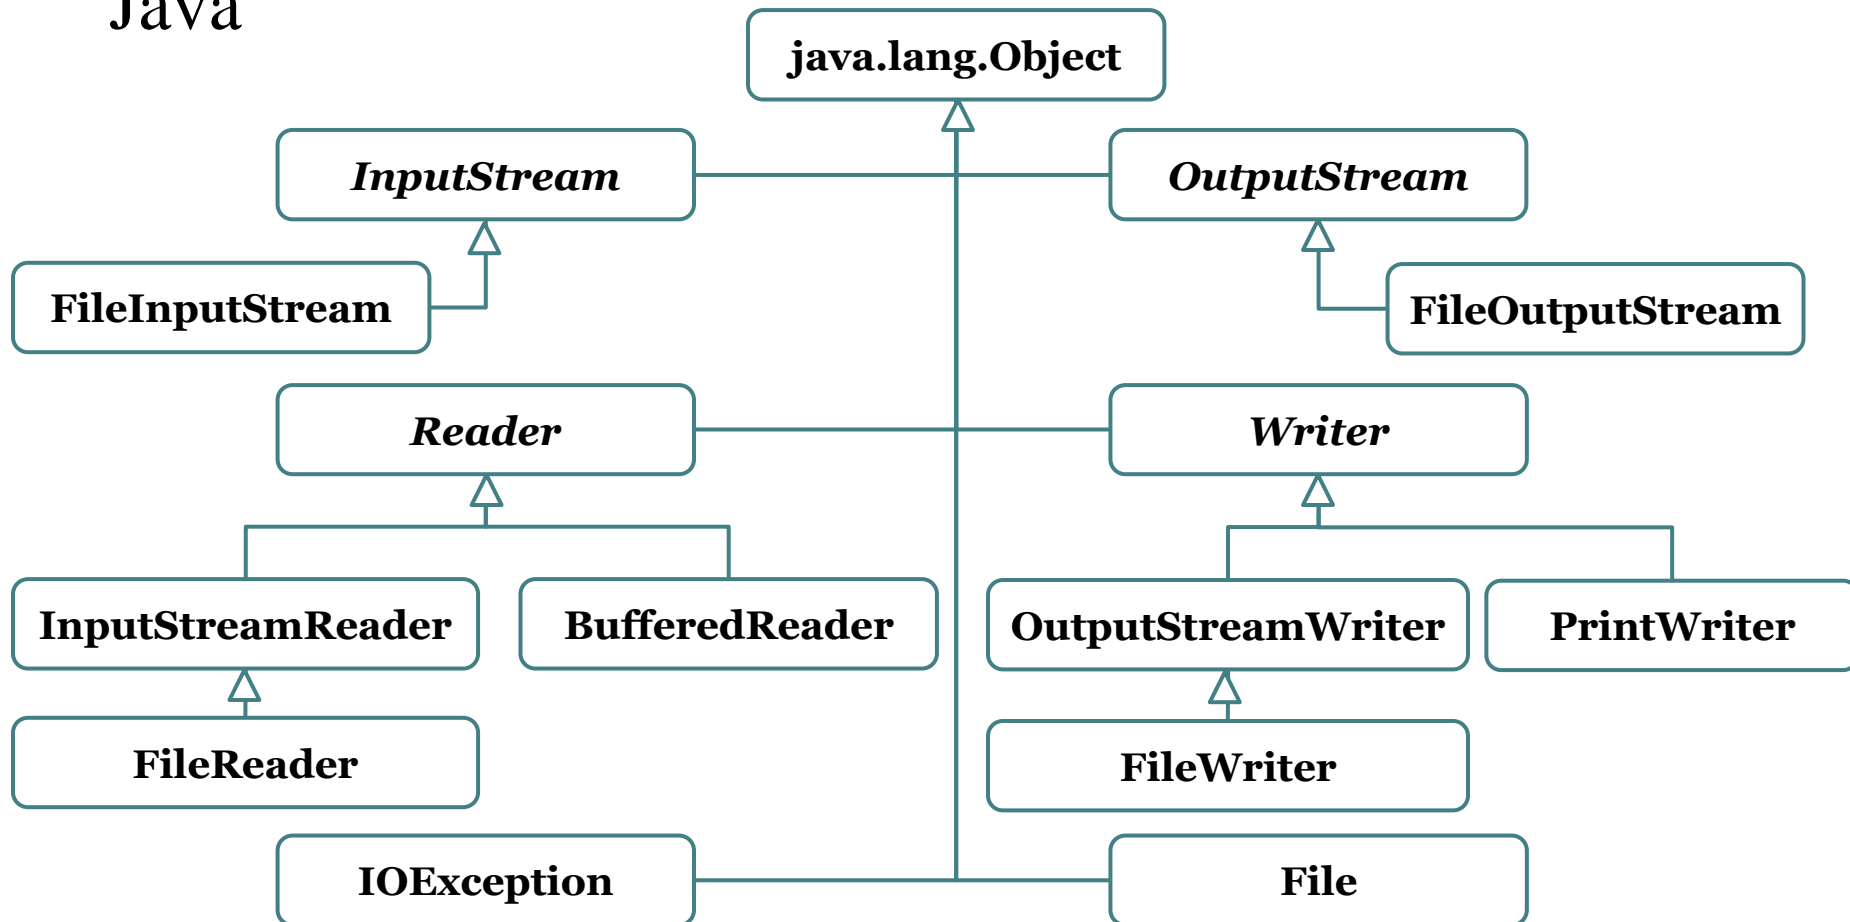 Java
java.lang.Object
InputStream
OutputStream
FileInputStream
FileOutputStream
Reader
Writer
InputStreamReader
BufferedReader
OutputStreamWriter
PrintWriter
FileReader
FileWriter
IOException
File